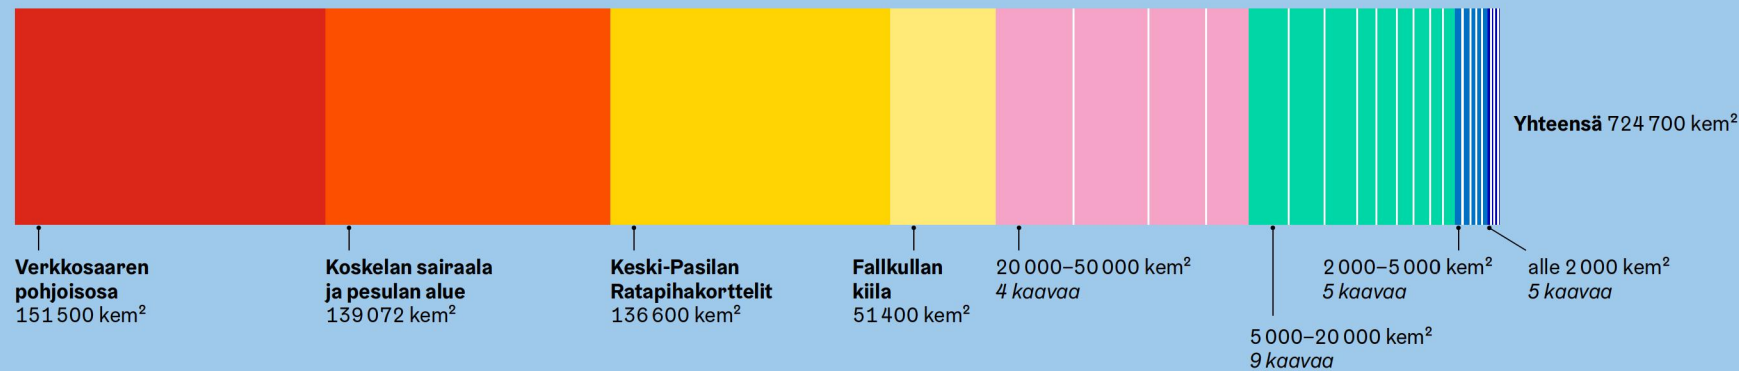 Yhteensä 724 700 kem²
Verkkosaaren
pohjoisosa
151 500 kem²
Koskelan sairaala
ja pesulan alue
139 072 kem²
Keski-Pasilan
Ratapihakorttelit
136 600 kem²
Fallkullan
kiila
51 400 kem²
20 000–50 000 kem²
4 kaavaa
5 000–20 000 kem²
9 kaavaa
2 000–5 000 kem²
5 kaavaa
alle 2 000 kem²
5 kaavaa